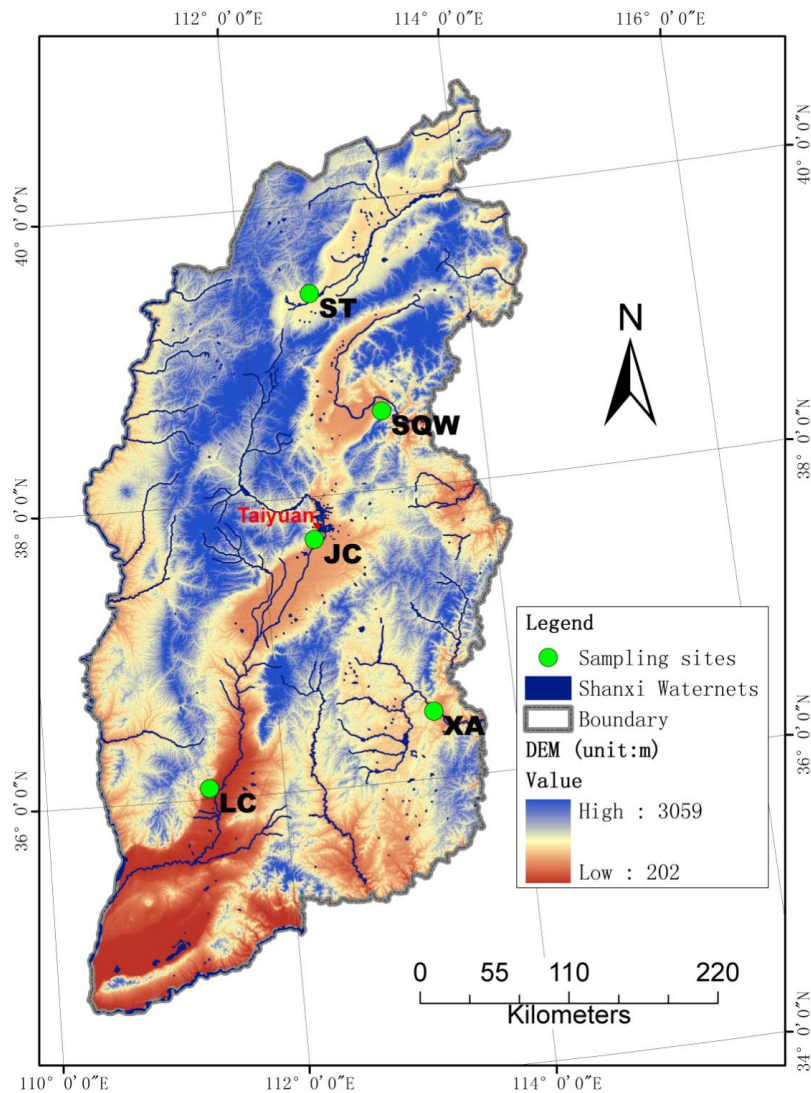 112° 0′0″E
114° 0′0″E
116° 0′0″E
40° 0′0″N
40° 0′0″N
ST
N
SQW
38° 0′0″N
38° 0′0″N
Taiyuan
JC
Legend
Sampling sites
Shanxi Waternets
Boundary
DEM (unit:m)
Value
High : 3059
Low : 202
XA
36° 0′0″N
LC
36° 0′0″N
0 55 110 220
Kilometers
34° 0′0″N
110° 0′0″E
112° 0′0″E
114° 0′0″E